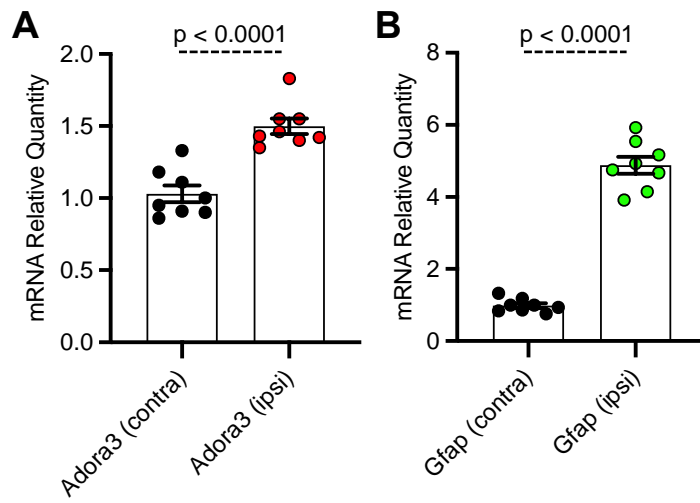 A
p < 0.0001
mRNA Relative Quantity
2.0
1.5
1.0
0.5
0.0
Adora3 (contra)
Adora3 (ipsi)
B
p < 0.0001
mRNA Relative Quantity
8
6
4
2
0
Gfap (contra)
Gfap (ipsi)